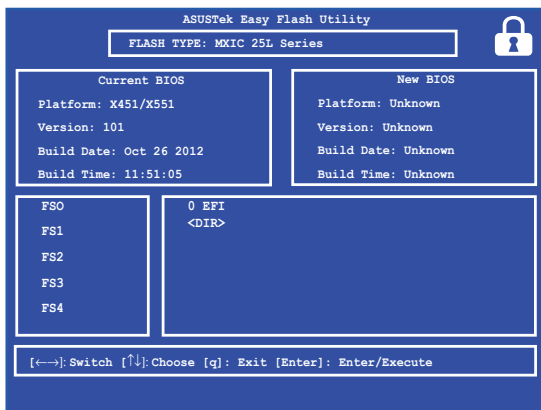 ASUSTek Easy Flash Utility
FLASH TYPE: MXIC 25L Series
Current BIOS
Platform: X451/X551
Version: 101
Build Date: Oct 26 2012
Build Time: 11:51:05
New BIOS
Platform: Unknown
Version: Unknown
Build Date: Unknown
Build Time: Unknown
FSO
FS1
FS2
FS3
FS4
0 EFI
<DIR>
[←→]: Switch [↑↓]: Choose [q]: Exit [Enter]: Enter/Execute